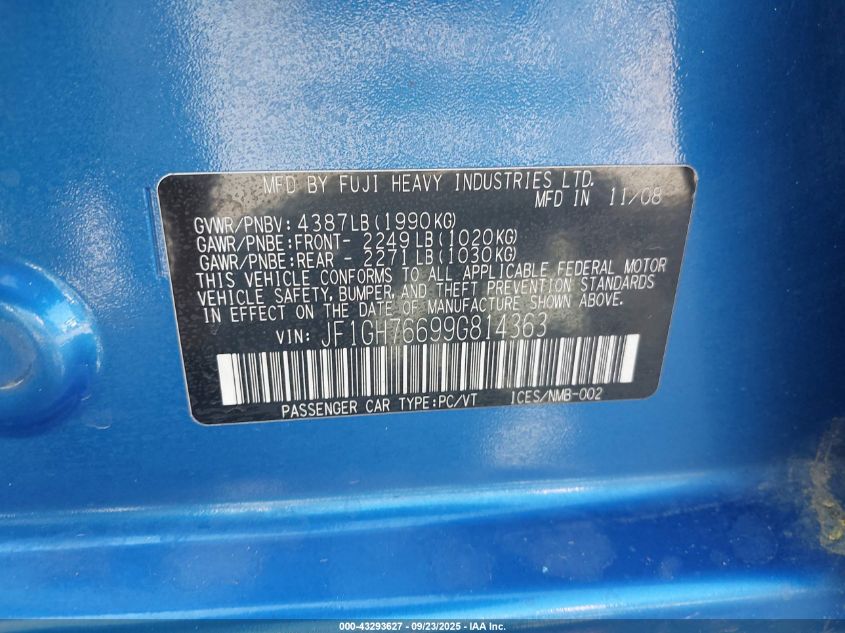 MFD BY FUJI HEAVY INDUSTRIES LTD.
MFD IN 11/08
GVWR/PNBV: 4387LB(1990KG)
GAWR/PNBE:FRONT- 2249LB(1020KG)
GAWR/PNBE:REAR - 2271LB(1030KG)
THIS VEHICLE CONFORMS TO ALL APPLICABLE FEDERAL MOTOR
VEHICLE SAFETY, BUMPER, AND THEFT PREVENTION STANDARDS
IN EFFECT ON THE DATE OF MANUFACTURE SHOWN ABOVE.
VIN: JF1GH76699G814363
PASSENGER CAR TYPE:PC/VT ICES/NMB-002
000-43293627 - 09/23/2025 - IAA Inc.